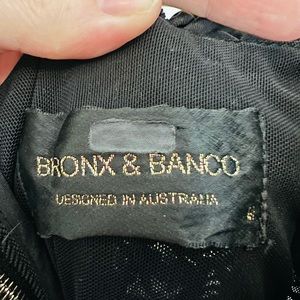 BRONX & BANCO
DESIGNED IN AUSTRALIA